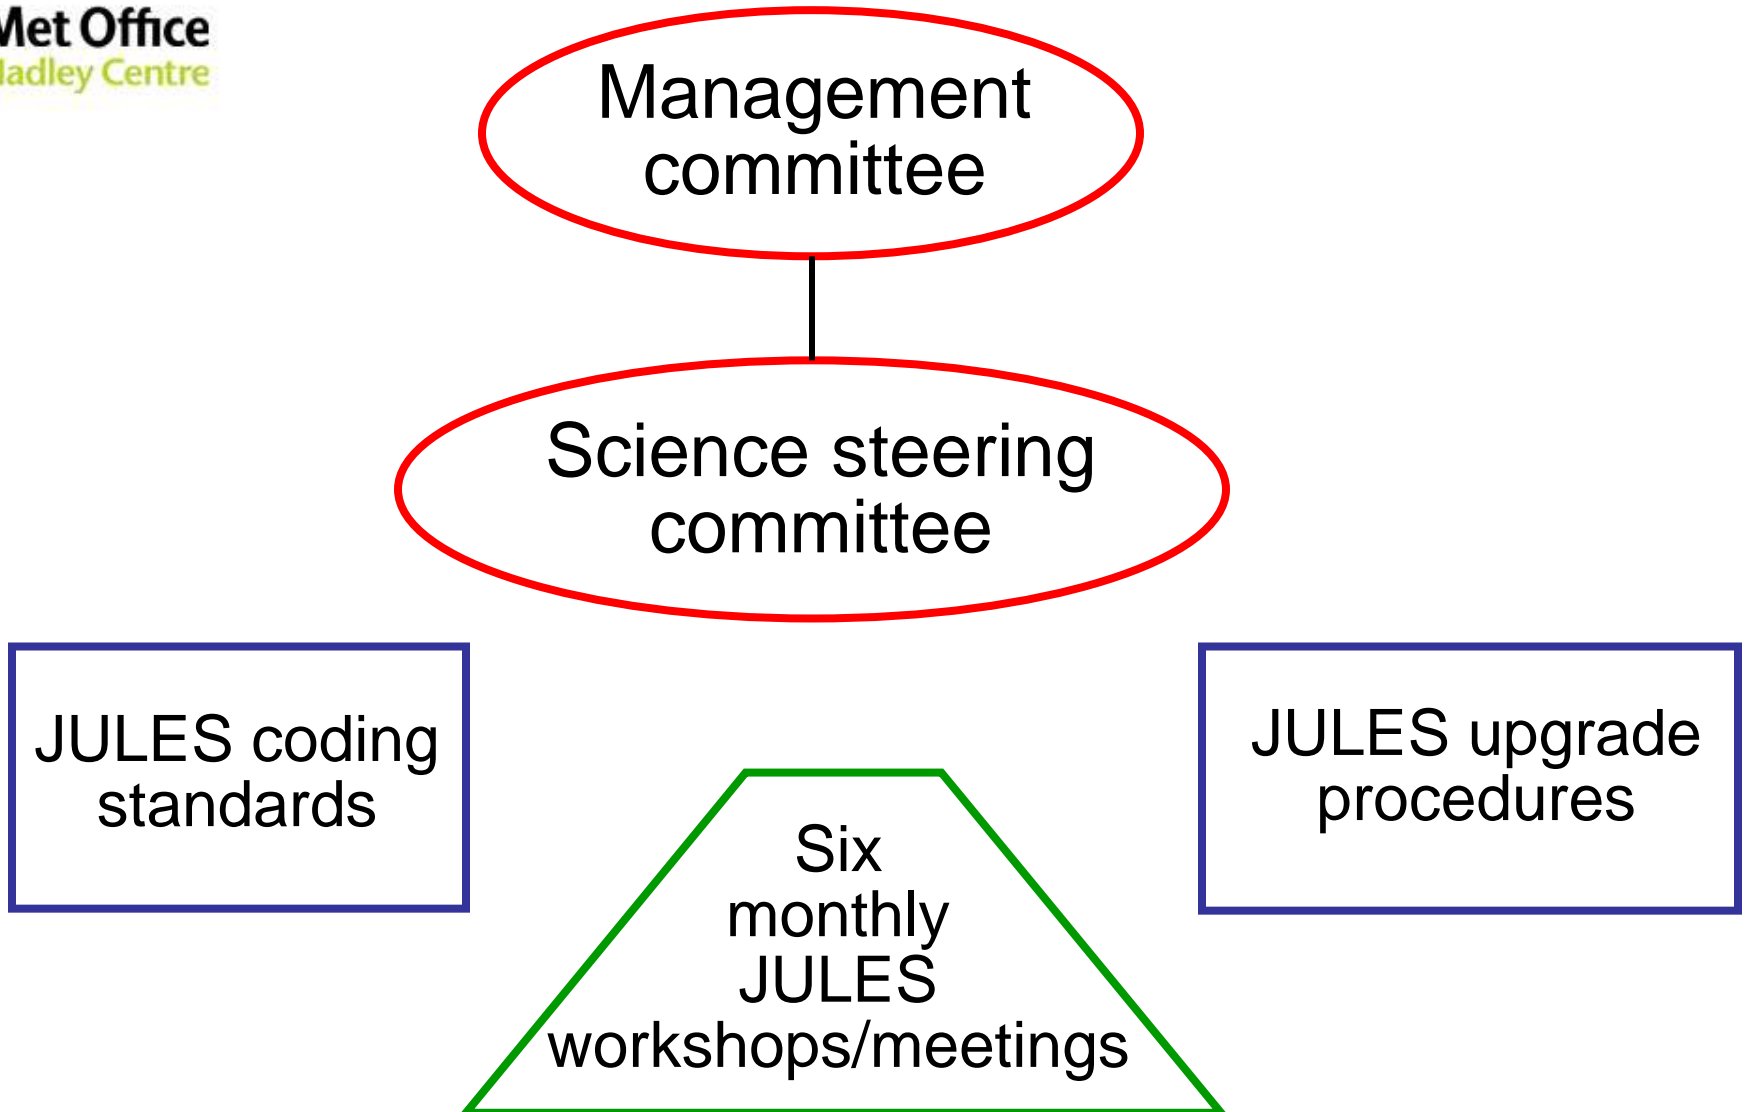 Met Office
Hadley Centre
Management
committee
Science steering
committee
JULES coding
standards
JULES upgrade
procedures
Six
monthly
JULES
workshops/meetings